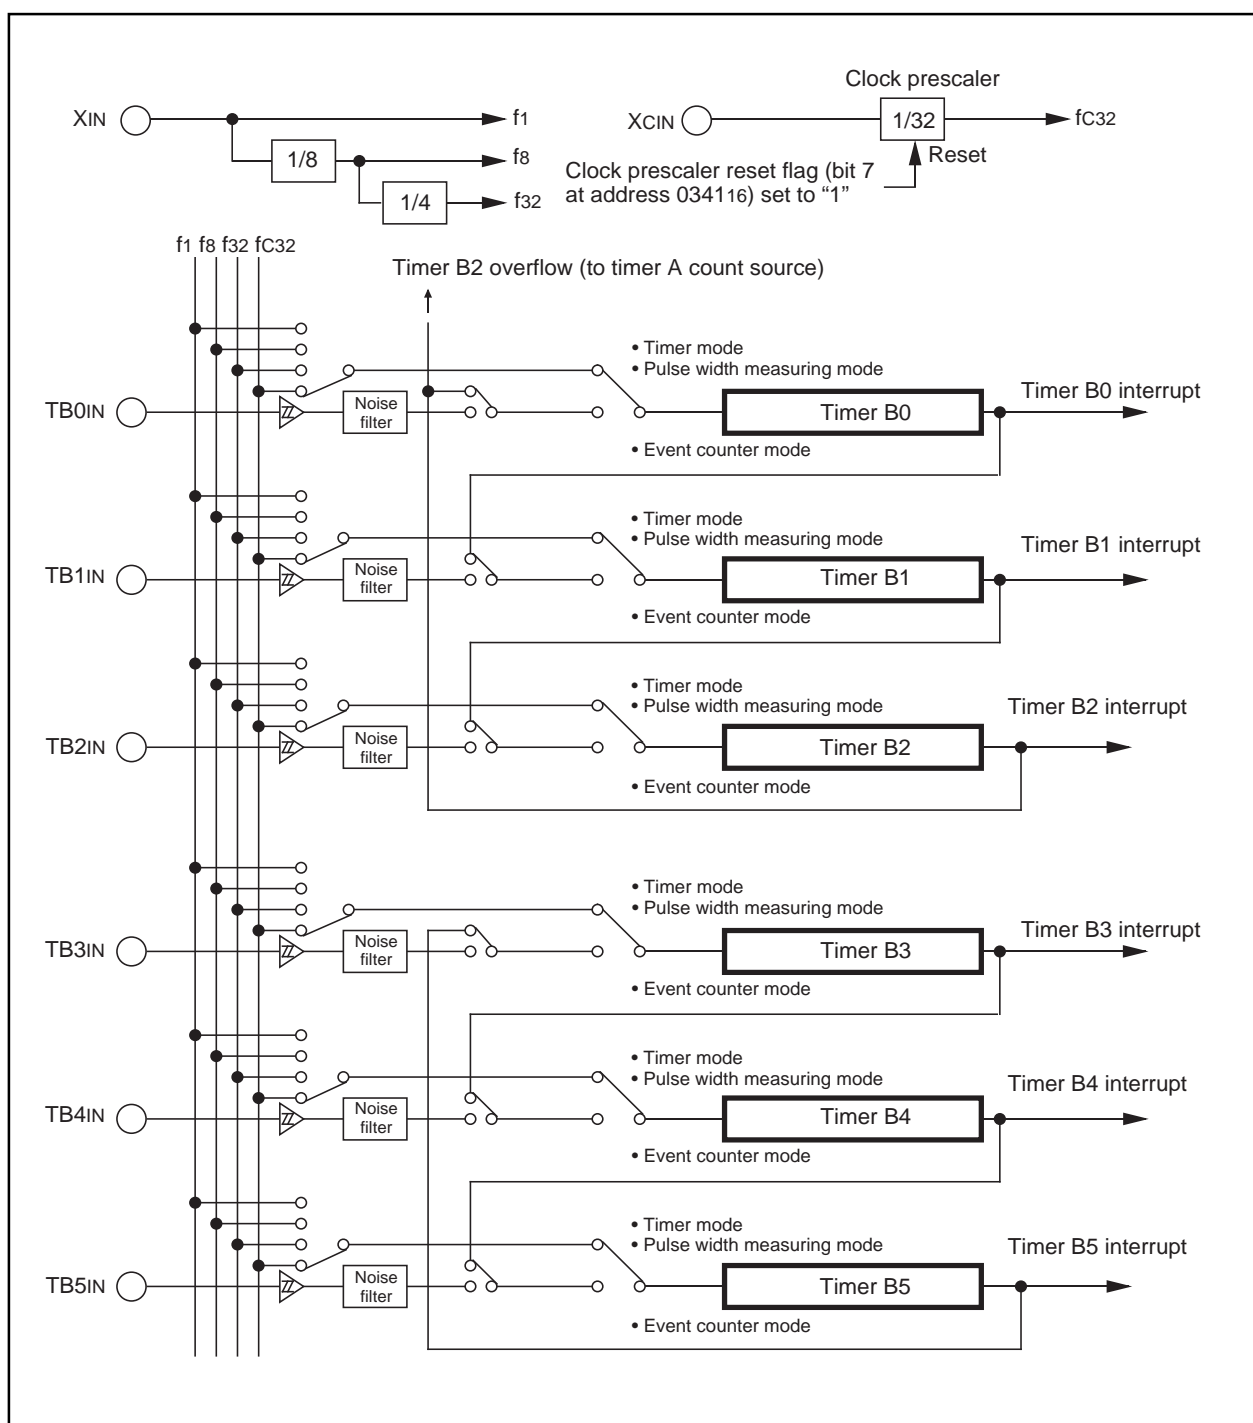 XIN
f1
1/8
f8
1/4
f32
Clock prescaler
XCIN
1/32
fC32
Reset
Clock prescaler reset flag (bit 7
at address 034116) set to “1”
f1 f8 f32 fC32
Timer B2 overflow (to timer A count source)
• Timer mode
• Pulse width measuring mode
TB0IN
Noise
filter
Timer B0
Timer B0 interrupt
• Event counter mode
• Timer mode
• Pulse width measuring mode
TB1IN
Noise
filter
Timer B1
Timer B1 interrupt
• Event counter mode
• Timer mode
• Pulse width measuring mode
TB2IN
Noise
filter
Timer B2
Timer B2 interrupt
• Event counter mode
• Timer mode
• Pulse width measuring mode
TB3IN
Noise
filter
Timer B3
Timer B3 interrupt
• Event counter mode
• Timer mode
• Pulse width measuring mode
TB4IN
Noise
filter
Timer B4
Timer B4 interrupt
• Event counter mode
• Timer mode
• Pulse width measuring mode
TB5IN
Noise
filter
Timer B5
Timer B5 interrupt
• Event counter mode